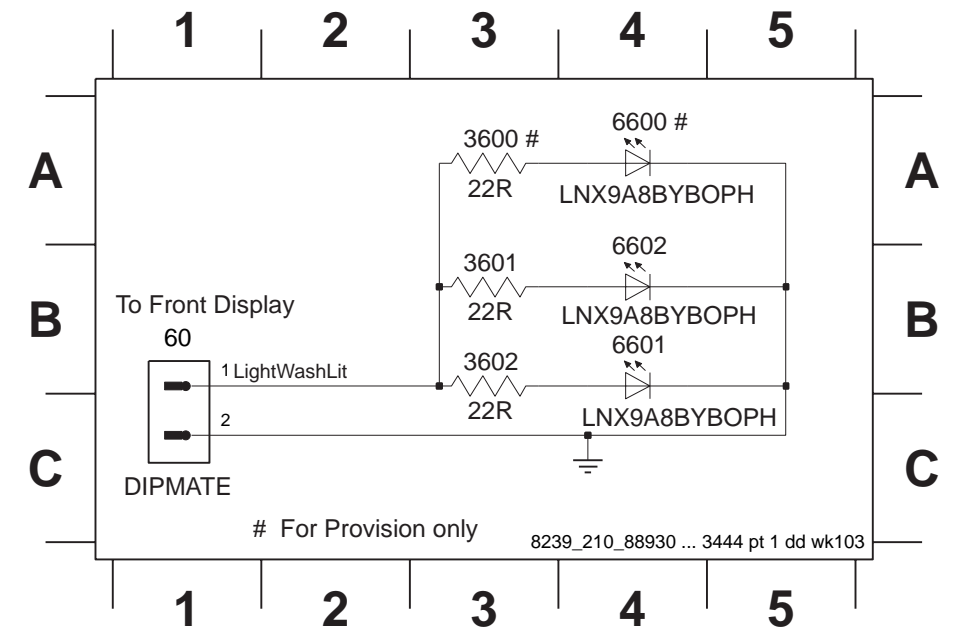 1 2 3 4 5
6600 #
3600 #
A A
22R
LNX9A8BYBOPH
6602
3601
To Front Display
B B
22R
LNX9A8BYBOPH
60
6601
3602
1 LightWashLit
22R
LNX9A8BYBOPH
2
C C
DIPMATE
# For Provision only
8239_210_88930 ... 3444 pt 1 dd wk103
1 2 3 4 5